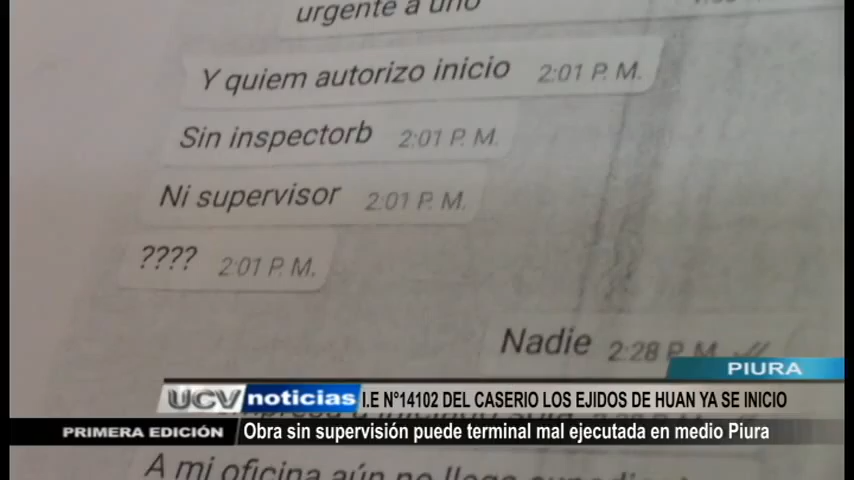 urgente a uno
Y quiem autorizo inicio 2:01 P. M.
Sin inspectorb 2:01 P. M.
Ni supervisor 2:01 P. M.
???? 2:01 P. M.
Nadie 2:28 P. M.
PIURA
UCV noticias I.E N°14102 DEL CASERIO LOS EJIDOS DE HUAN YA SE INICIO
PRIMERA EDICIÓN Obra sin supervisión puede terminal mal ejecutada en medio Piura
A mi oficina aún no llega